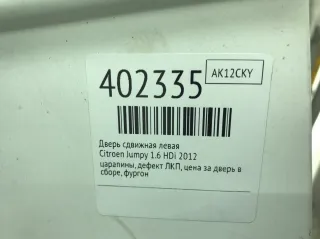 402335
AK12CKY
Дверь сдвижная левая
Citroen Jumpy 1.6 HDi 2012
царапины, дефект ЛКП, цена за дверь в
сборе, фургон